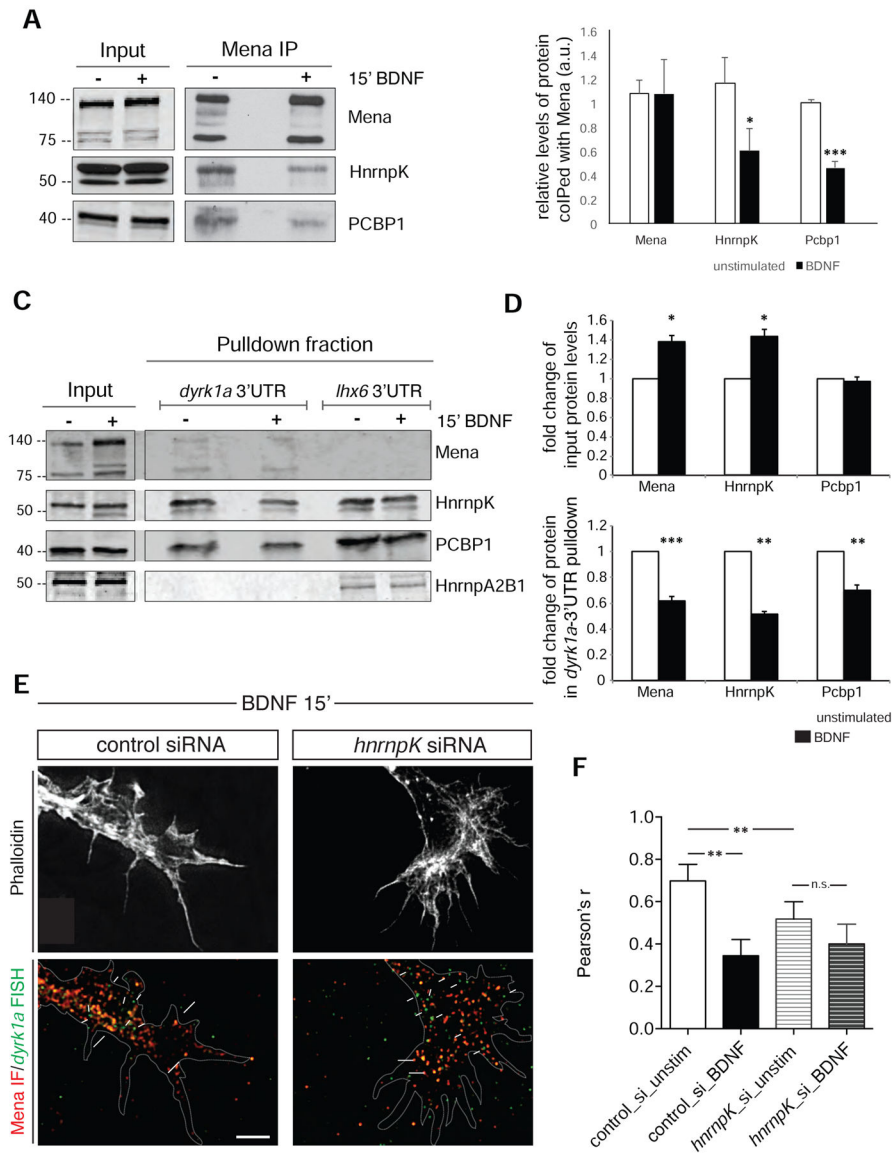 A
Input
Mena IP
- + - + 15' BDNF
140 --
75 --
Mena
50 --
HnrnpK
40 --
PCBP1
relative levels of protein
coIPed with Mena (a.u.)
1.6
1.4
1.2
1
0.8
0.6
0.4
0.2
0
*
***
Mena HnrnpK Pcbp1
unstimulated BDNF
C
Pulldown fraction
Input
dyrk1a 3'UTR
lhx6 3'UTR
- + - + - + 15' BDNF
140 --
75 --
Mena
50 --
HnrnpK
40 --
PCBP1
50 --
HnrnpA2B1
D
fold change of
input protein levels
1.6
1.4
1.2
1
0.8
0.6
0.4
0.2
0
* *
Mena HnrnpK Pcbp1
fold change of protein
in dyrk1a-3'UTR pulldown
1.2
1
0.8
0.6
0.4
0.2
0
*** ** **
Mena HnrnpK Pcbp1
unstimulated
BDNF
E
BDNF 15'
control siRNA
hnrnpK siRNA
Phalloidin
Mena IF/dyrk1a FISH
F
Pearson's r
1.0
0.8
0.6
0.4
0.2
0.0
**
**
n.s.
control_si_unstim
control_si_BDNF
hnrnpK_si_unstim
hnrnpK_si_BDNF